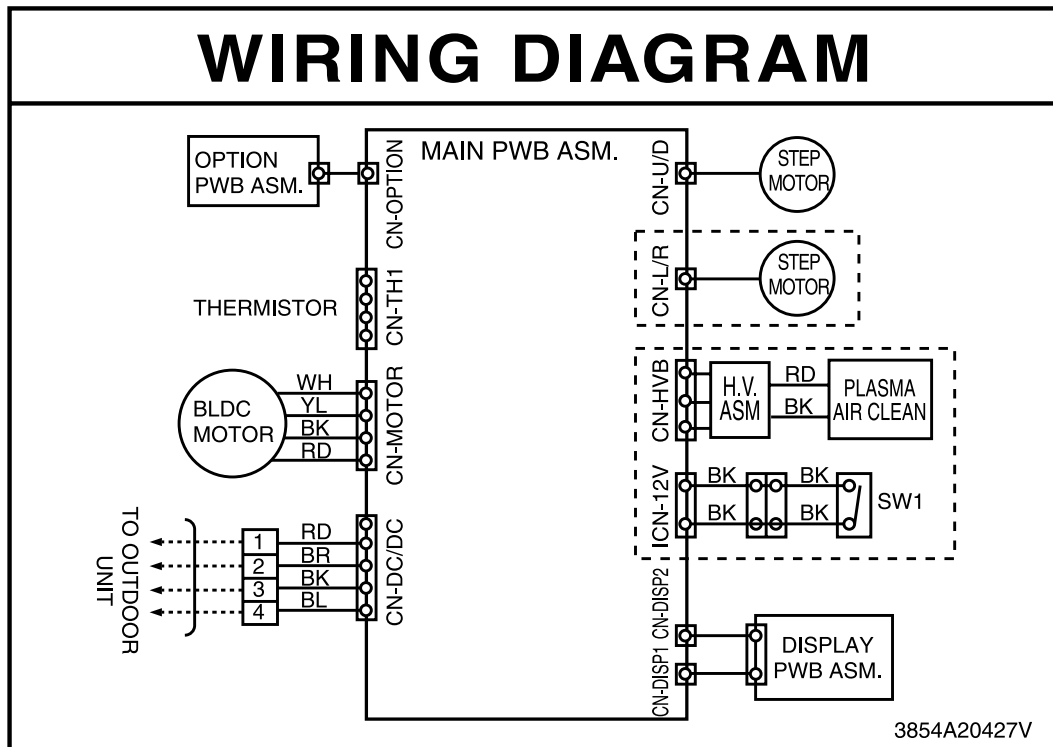 WIRING DIAGRAM
MAIN PWB ASM.
OPTION
PWB ASM.
CN-OPTION
THERMISTOR
CN-TH1
BLDC
MOTOR
WH
YL
BK
RD
CN-MOTOR
TO OUTDOOR
UNIT
1
2
3
4
RD
BR
BK
BL
CN-DC/DC
CN-U/D
STEP
MOTOR
CN-L/R
STEP
MOTOR
CN-HVB
H.V.
ASM
RD
BK
PLASMA
AIR CLEAN
ICN-12V
BK
BK
BK
BK
SW1
CN-DISP2
CN-DISP1
DISPLAY
PWB ASM.
3854A20427V